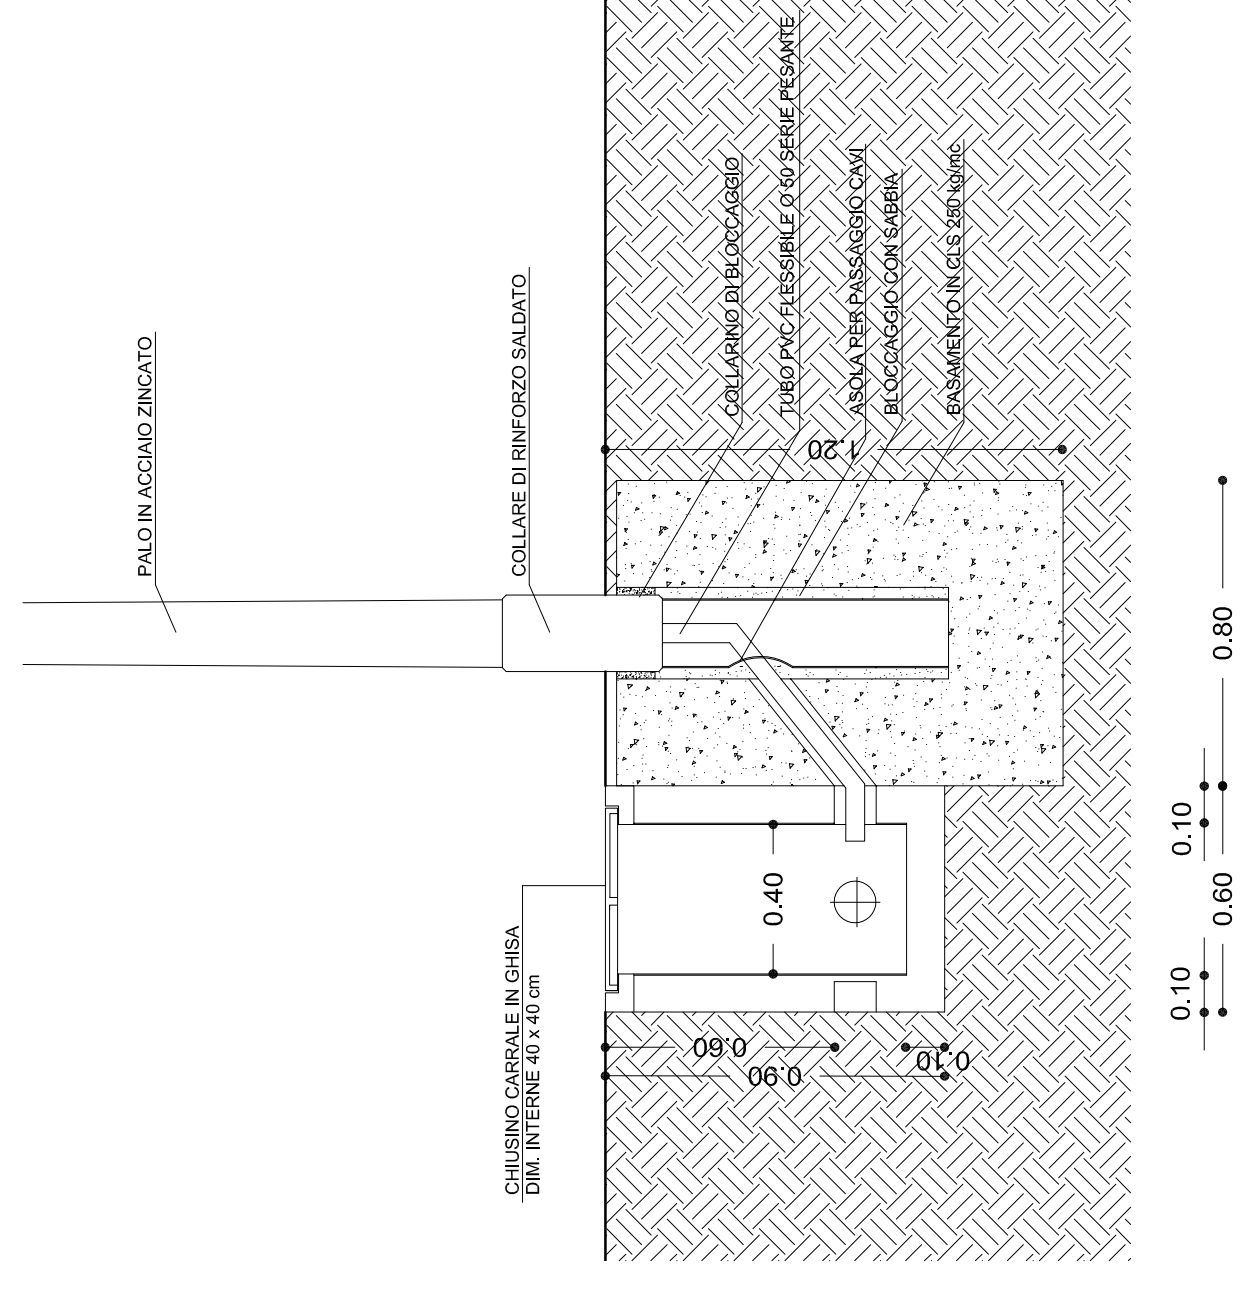 PALO IN ACCIAIO ZINCATO
COLLARE DI RINFORZO SALDATO
COLLARINO DI BLOCCAGGIO
TUBO PVC FLESSIBILE O 50 SERIE PESANTE
ASOLA PER PASSAGGIO CAVI
BLOCCAGGIO CON SABBIA
BASAMENTO IN CLS 250 kg/mc
CHIUSINO CARRALE IN GHISA
DIM. INTERNE 40 x 40 cm
1.20
0.40
0.60
0.90
0.10
0.10
0.60
0.10
0.80